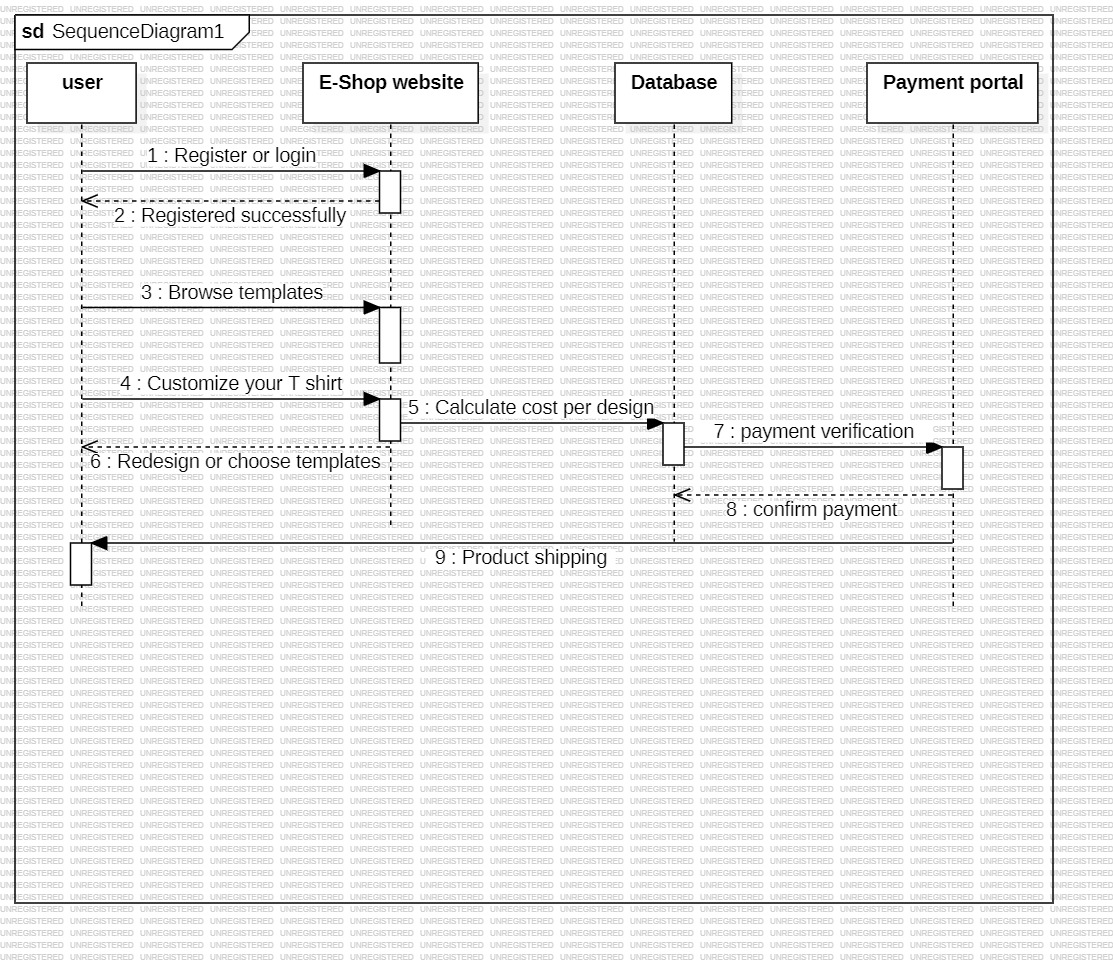 sd SequenceDiagram1
user
E-Shop website
Database
Payment portal
1 : Register or login
2 : Registered successfully
3 : Browse templates
4 : Customize your T shirt
5 : Calculate cost per design
7 : payment verification
6 : Redesign or choose templates
8 : confirm payment
9 : Product shipping
UNREGISTERED